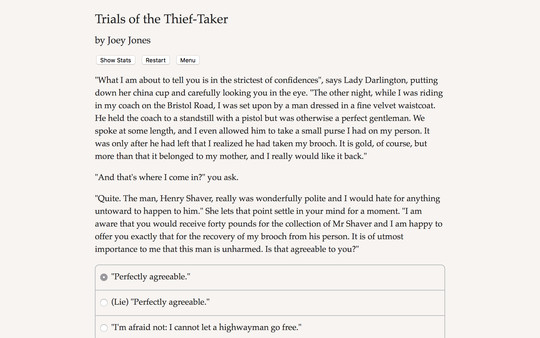 Trials of the Thief-Taker
by Joey Jones
Show Stats Restart Menu
"What I am about to tell you is in the strictest of confidences", says Lady Darlington, putting
down her china cup and carefully looking you in the eye. "The other night, while I was riding
in my coach on the Bristol Road, I was set upon by a man dressed in a fine velvet waistcoat.
He held the coach to a standstill with a pistol but was otherwise a perfect gentleman. We
spoke at some length, and I even allowed him to take a small purse I had on my person. It
was only after he had left that I realized he had taken my brooch. It is gold, of course, but
more than that it belonged to my mother, and I really would like it back."
"And that's where I come in?" you ask.
"Quite. The man, Henry Shaver, really was wonderfully polite and I would hate for anything
untoward to happen to him." She lets that point settle in your mind for a moment. "I am
aware that you would receive forty pounds for the collection of Mr Shaver and I am happy to
offer you exactly that for the recovery of my brooch from his person. It is of utmost
importance to me that this man is unharmed. Is that agreeable to you?"
"Perfectly agreeable."
(Lie) "Perfectly agreeable."
"I'm afraid not: I cannot let a highwayman go free."